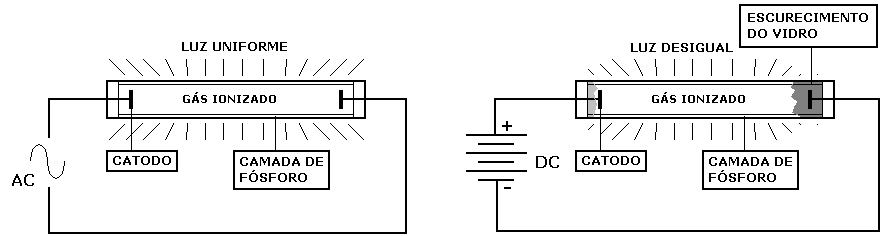 LUZ UNIFORME
GÁS IONIZADO
CATODO
CAMADA DE
FÓSFORO
AC
ESCURECIMENTO
DO VIDRO
LUZ DESIGUAL
GÁS IONIZADO
+
DC
-
CATODO
CAMADA DE
FÓSFORO